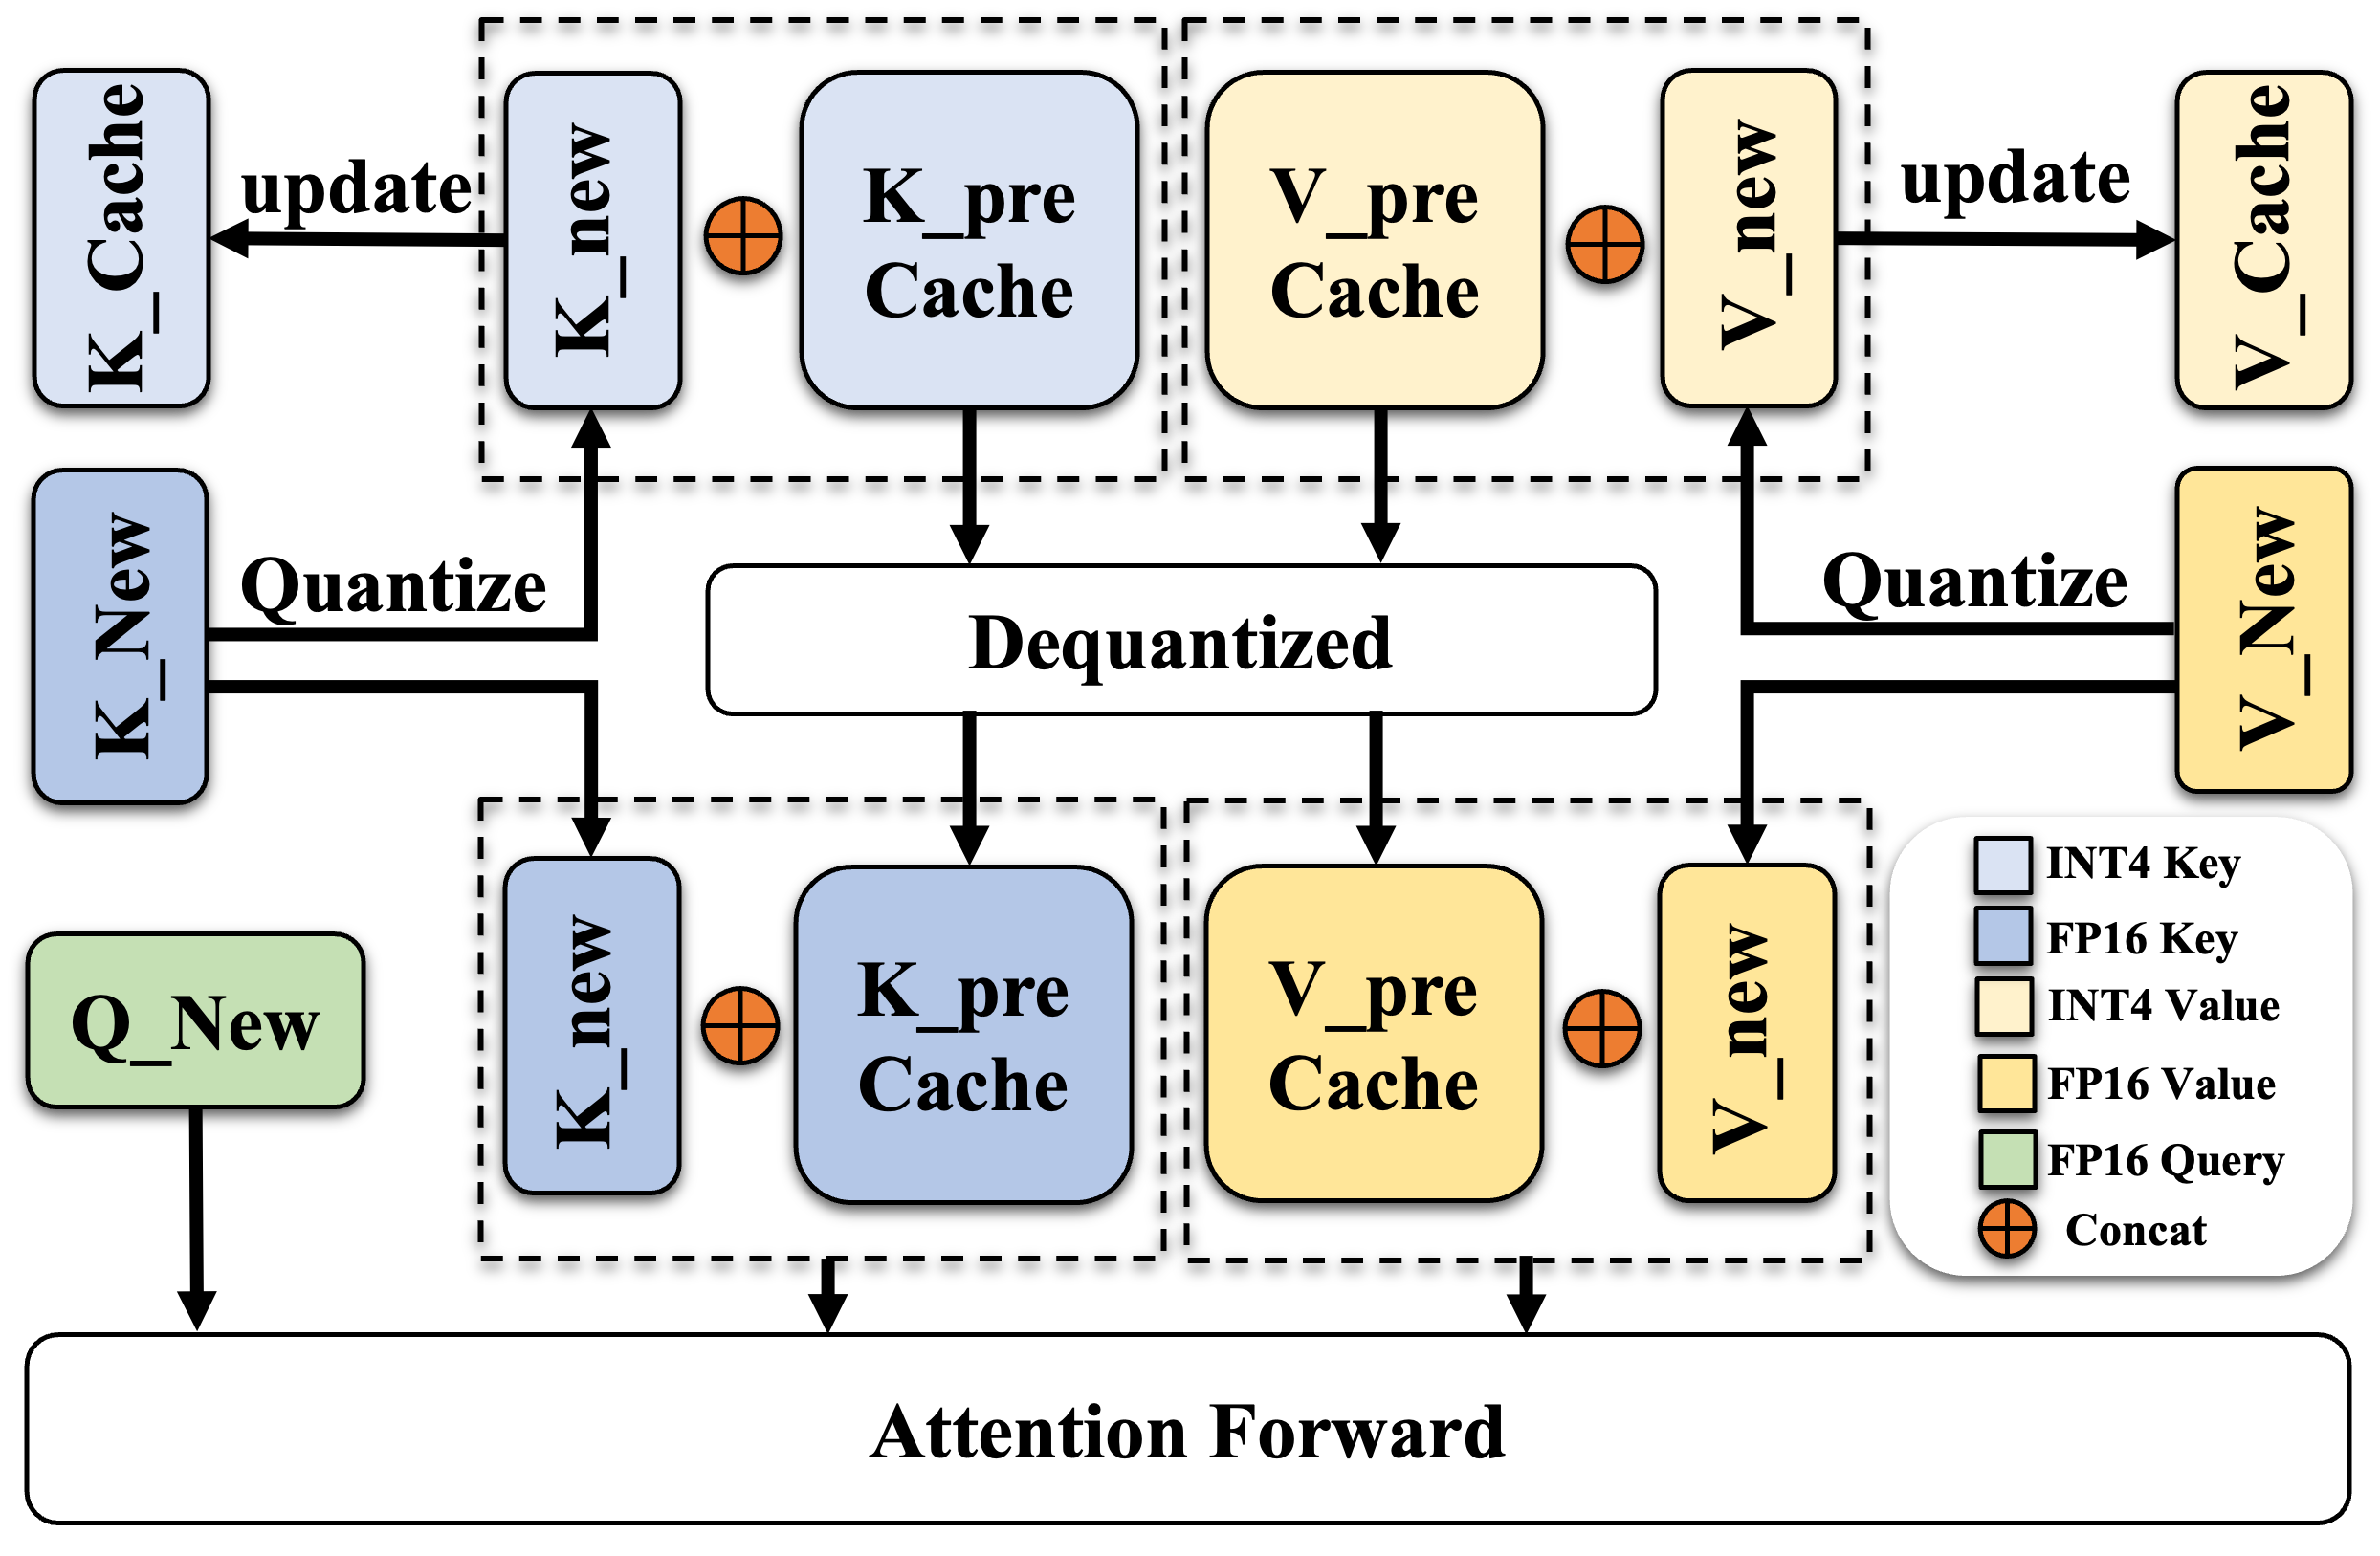 K_Cache
update
K_new
K_pre
Cache
V_pre
Cache
V_new
update
V_Cache
K_New
Quantize
Dequantized
Quantize
V_New
Q_New
K_new
K_pre
Cache
V_pre
Cache
V_new
INT4 Key
FP16 Key
INT4 Value
FP16 Value
FP16 Query
Concat
Attention Forward